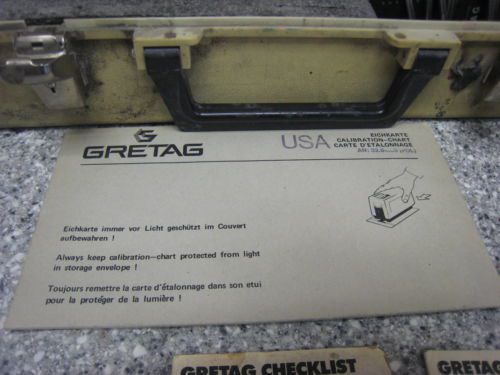 GRETAG
USA
EICHKARTE
CALIBRATION-CHART
CARTE D'ETALONNAGE
Eichkarte immer vor Licht geschützt im Couvert
aufbewahren !
Always keep calibration-chart protected from light
in storage envelope !
Toujours remettre la carte d'étalonnage dans son etui
pour la protéger de la lumière !
GRETAG CHECKLIST
GRETAG